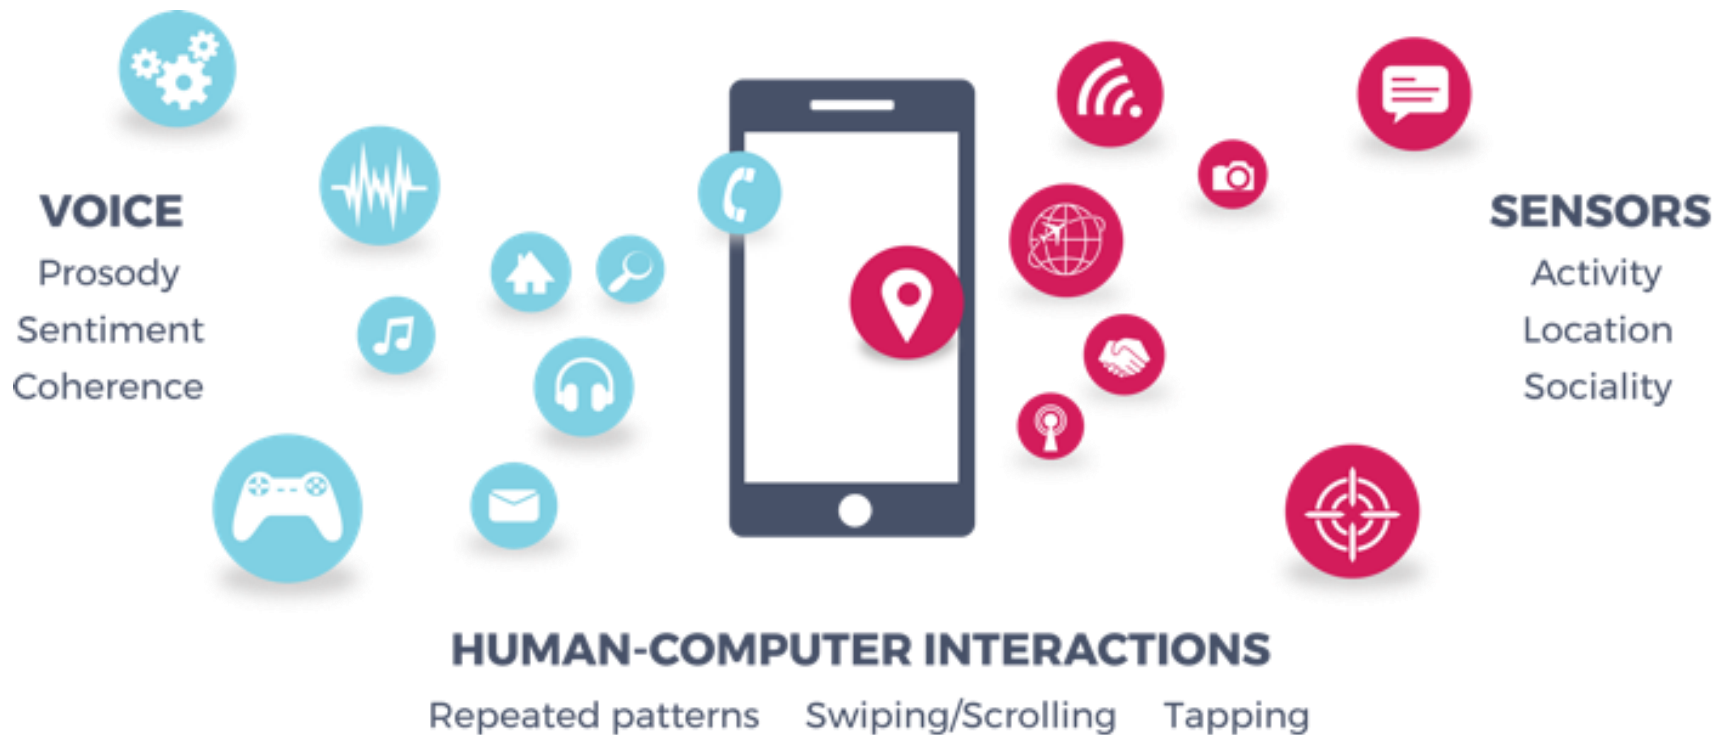 VOICE
Prosody
Sentiment
Coherence
SENSORS
Activity
Location
Sociality
HUMAN-COMPUTER INTERACTIONS
Repeated patterns Swiping/Scrolling Tapping